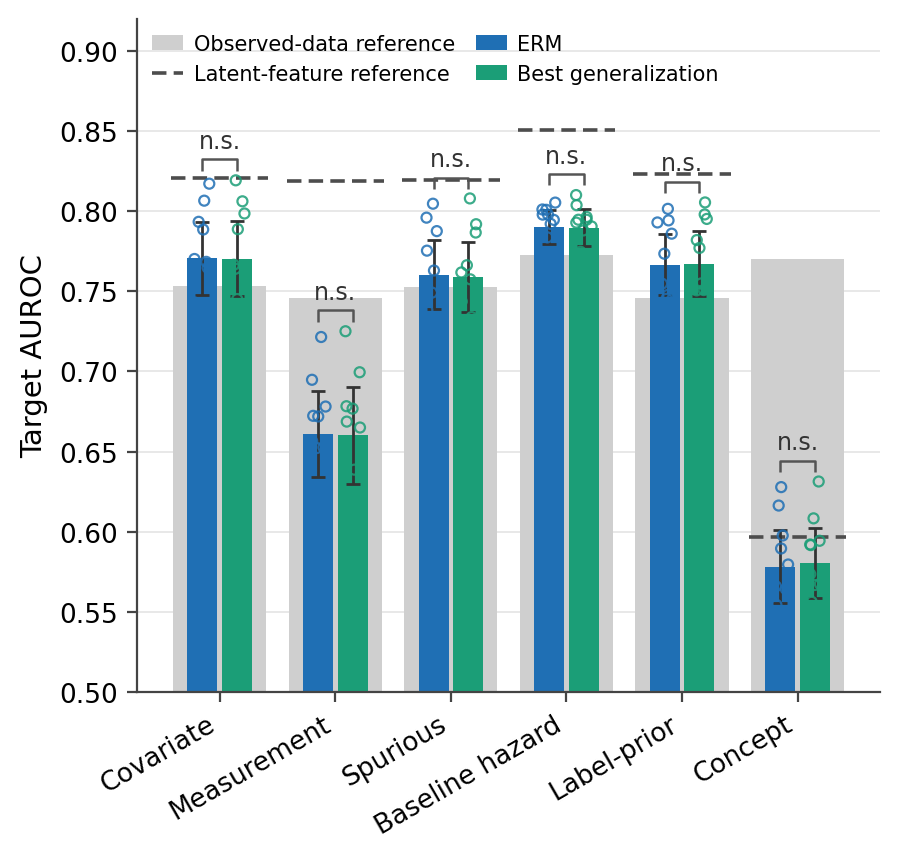 Observed-data reference
Latent-feature reference
ERM
Best generalization
Target AUROC
0.90
0.85
0.80
0.75
0.70
0.65
0.60
0.55
0.50
n.s.
n.s.
n.s.
n.s.
n.s.
n.s.
Covariate
Measurement
Spurious
Baseline hazard
Label-prior
Concept